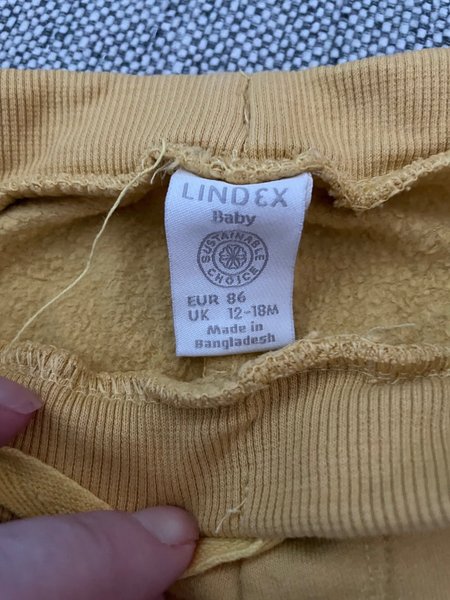 LINDEX
Baby
SUSTAINABLE
CHOICE
EUR 86
UK 12-18M
Made in
Bangladesh